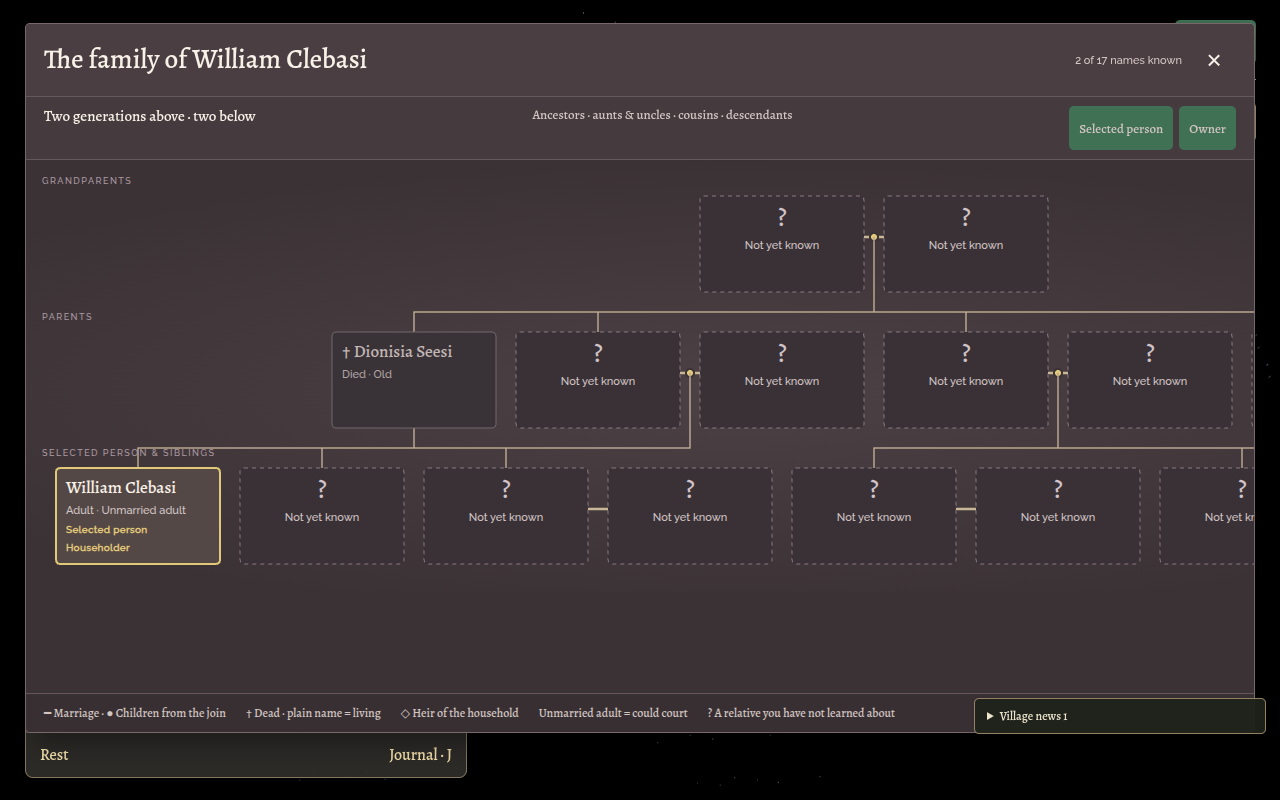 The family of William Clebasi
2 of 17 names known ✕
Two generations above · two below
Ancestors · aunts & uncles · cousins · descendants
Selected person
Owner
GRANDPARENTS
?
Not yet known
?
Not yet known
PARENTS
† Dionisia Seesi
Died · Old
?
Not yet known
?
Not yet known
?
Not yet known
?
Not yet known
SELECTED PERSON & SIBLINGS
William Clebasi
Adult · Unmarried adult
Selected person
Householder
?
Not yet known
?
Not yet known
?
Not yet known
?
Not yet known
?
Not yet known
?
Not yet kn
━ Marriage · ● Children from the join
† Dead · plain name = living
◇ Heir of the household
Unmarried adult = could court
? A relative you have not learned about
▶ Village news 1
Rest
Journal · J